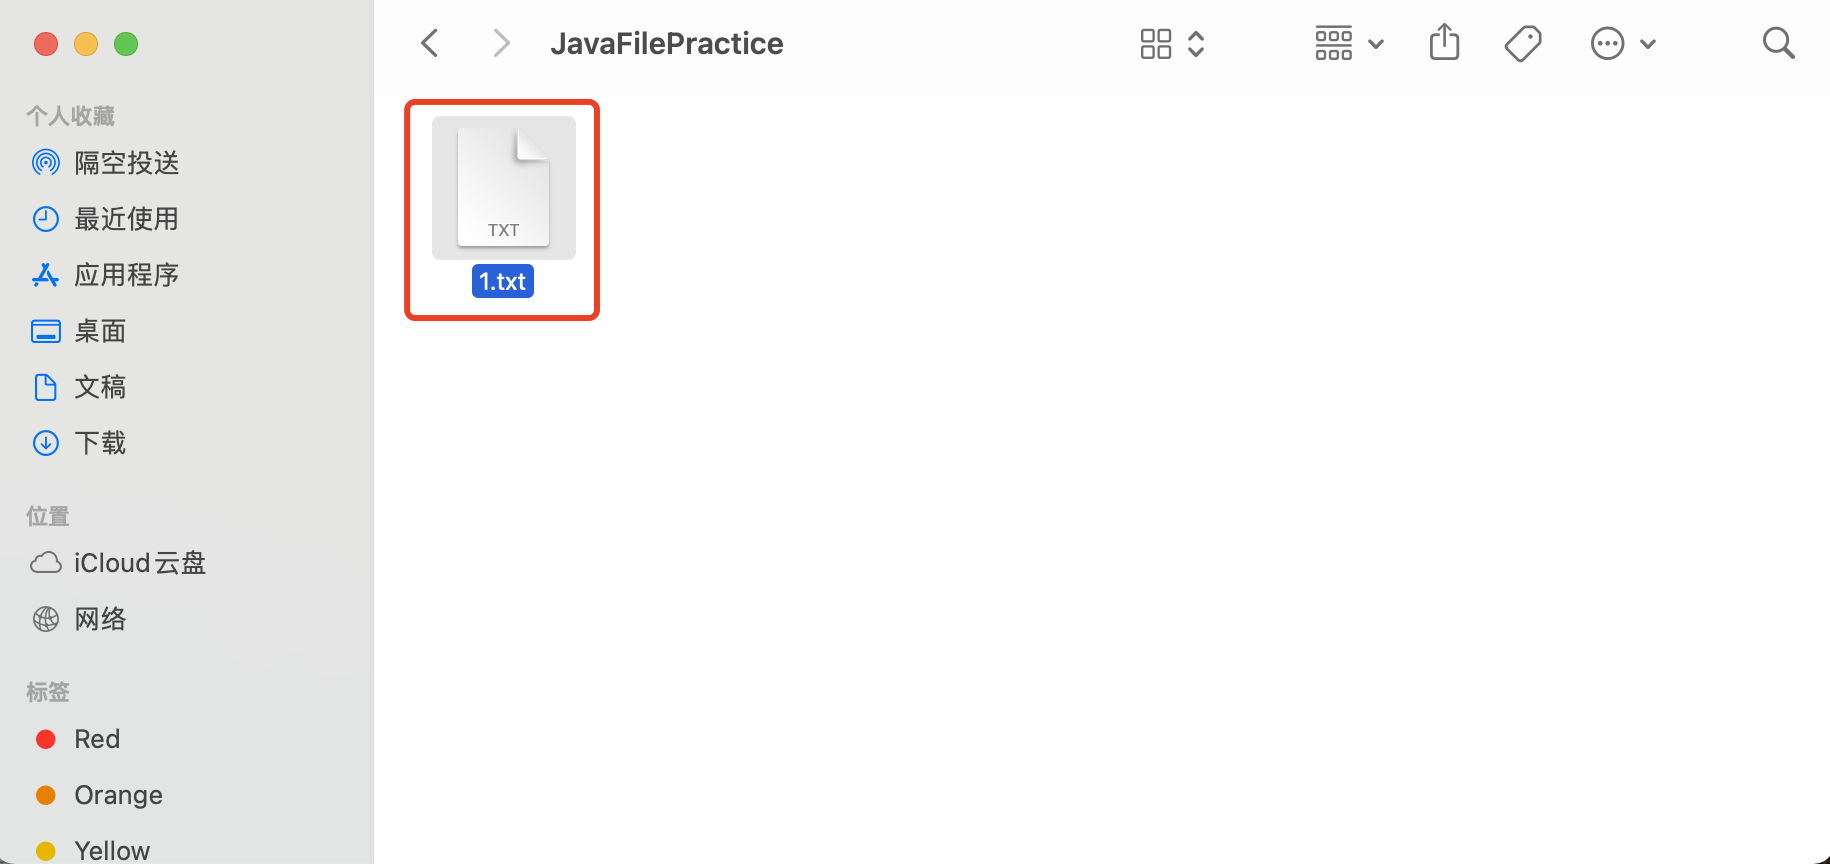 JavaFilePractice
个人收藏
隔空投送
最近使用
应用程序
桌面
文稿
下载
位置
iCloud云盘
网络
标签
Red
Orange
Yellow
TXT
1.txt